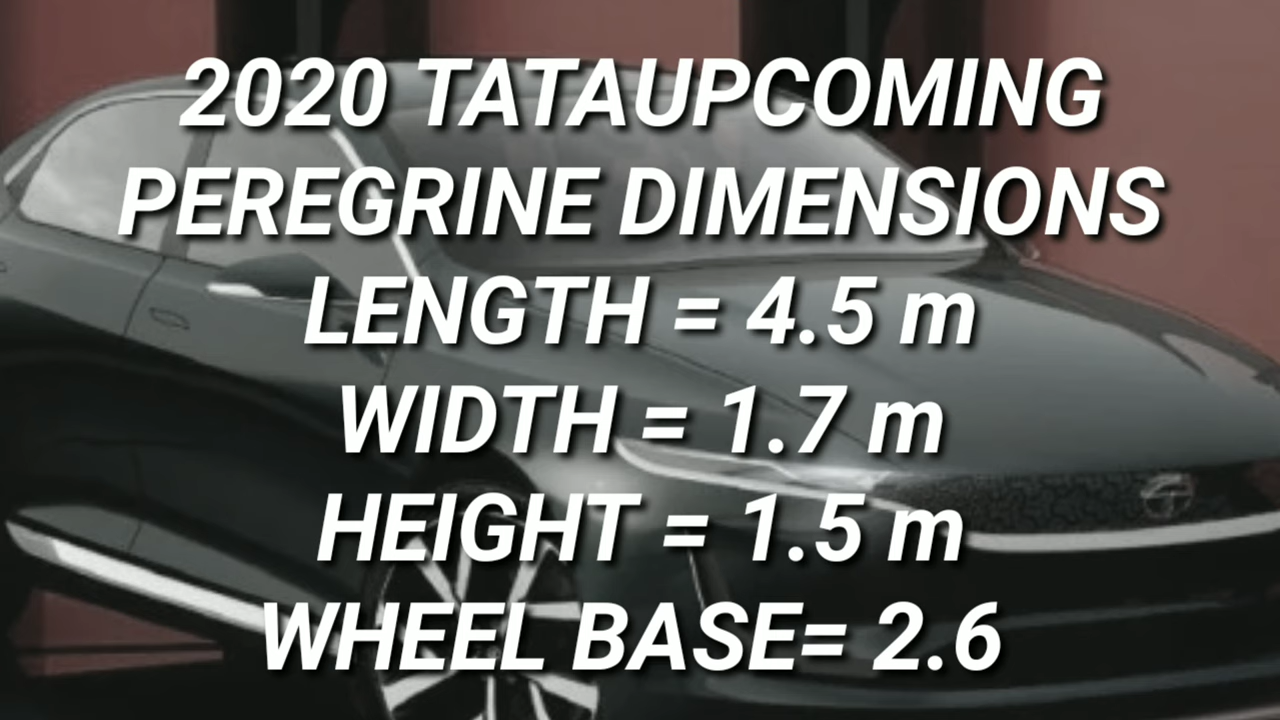 2020 TATAUPCOMING
PEREGRINE DIMENSIONS
LENGTH = 4.5 m
WIDTH = 1.7 m
HEIGHT = 1.5 m
WHEEL BASE= 2.6